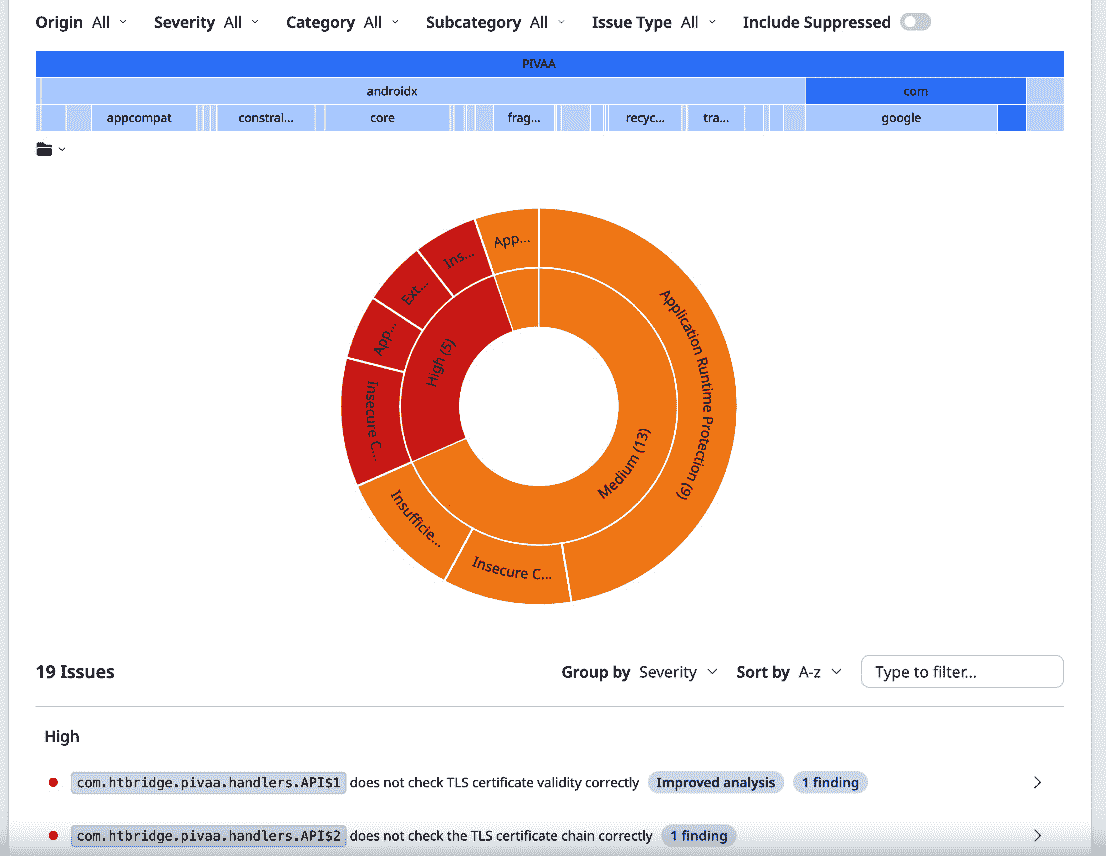 Origin All Severity All Category All Subcategory All Issue Type All Include Suppressed
PIVAA
androidx com
appcompat constral... core frag... recyc... tra... google
App...
Ins...
Ext...
App...
High (5)
Insecure C...
Insufficie...
Insecure C...
Medium (13)
Application Runtime Protection (9)
19 Issues Group by Severity Sort by A-z Type to filter...
High
com.htbridge.pivaa.handlers.API$1 does not check TLS certificate validity correctly Improved analysis 1 finding
com.htbridge.pivaa.handlers.API$2 does not check the TLS certificate chain correctly 1 finding